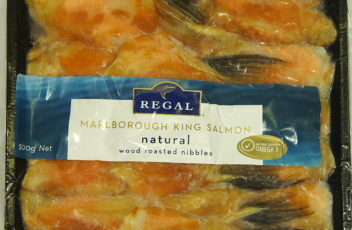 REGAL
MARLBOROUGH KING SALMON
natural
wood roasted nibbles
500g Net
OMEGA 3